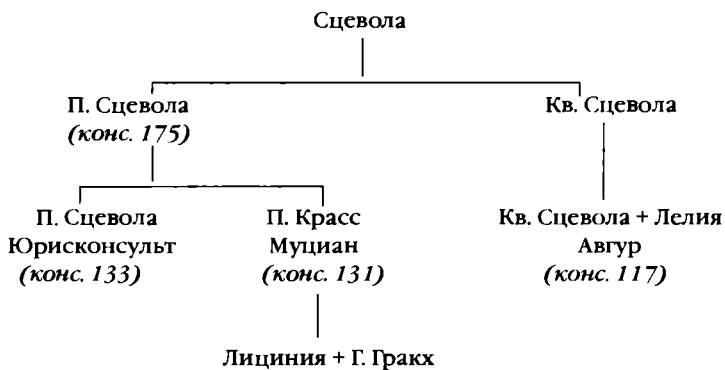 Сцевола
П. Сцевола
(конс. 175)
Кв. Сцевола
П. Сцевола
Юрисконсульт
(конс. 133)
П. Красс
Муциан
(конс. 131)
Кв. Сцевола + Лелия
Авгур
(конс. 117)
Лициния + Г. Гракх